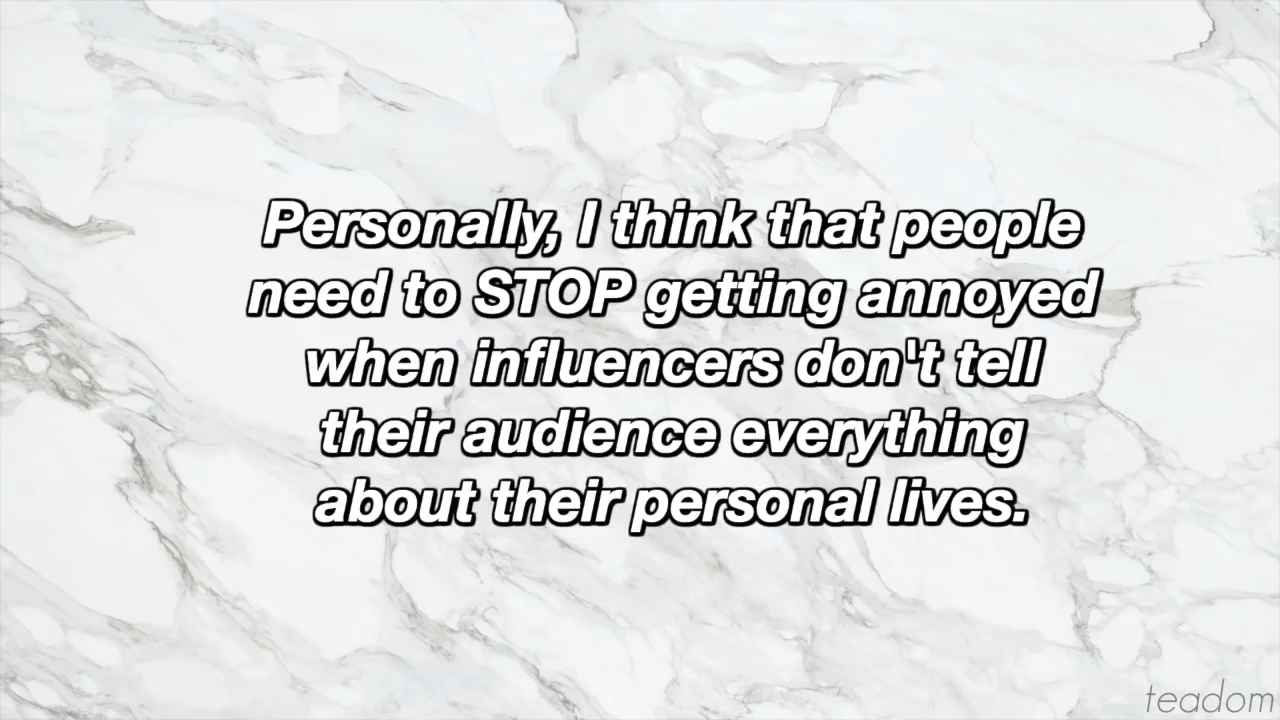 Personally, I think that people
need to STOP getting annoyed
when influencers don't tell
their audience everything
about their personal lives.
teadom